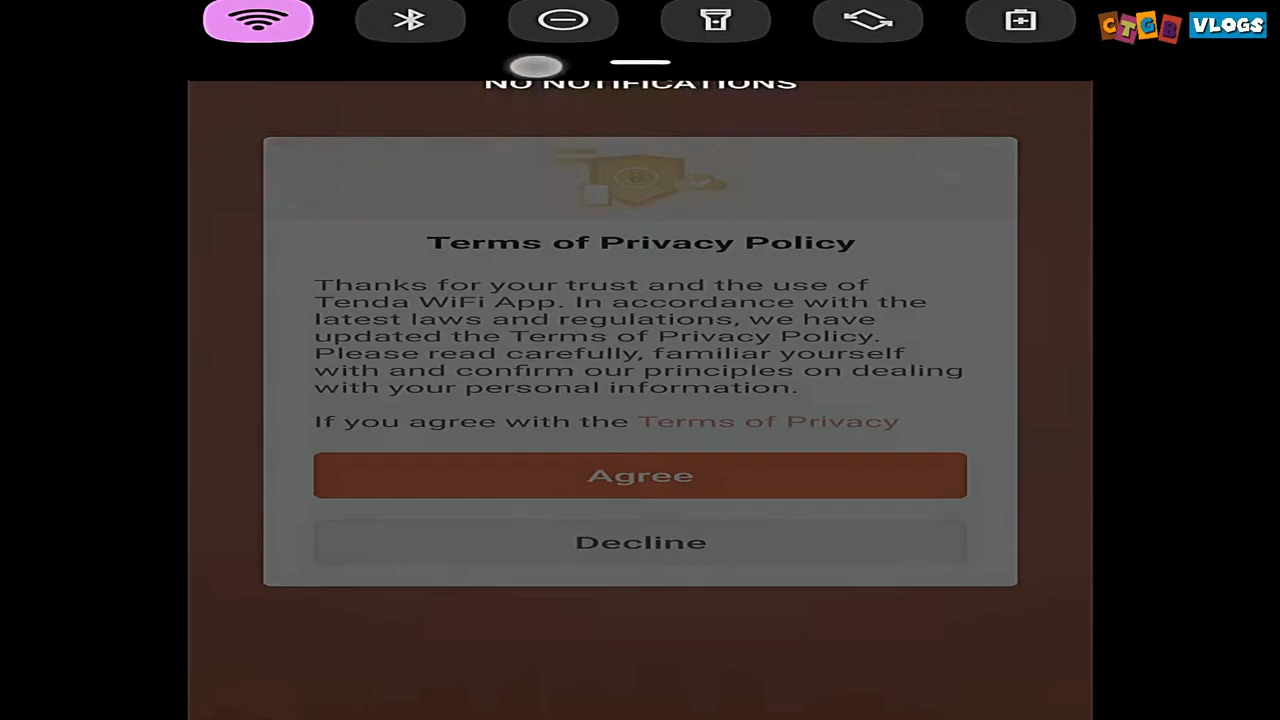 CTGB VLOGS
NO NOTIFICATIONS
Terms of Privacy Policy
Thanks for your trust and the use of
Tenda WiFi App. In accordance with the
latest laws and regulations, we have
updated the Terms of Privacy Policy.
Please read carefully, familiar yourself
with and confirm our principles on dealing
with your personal information.
If you agree with the Terms of Privacy
Agree
Decline